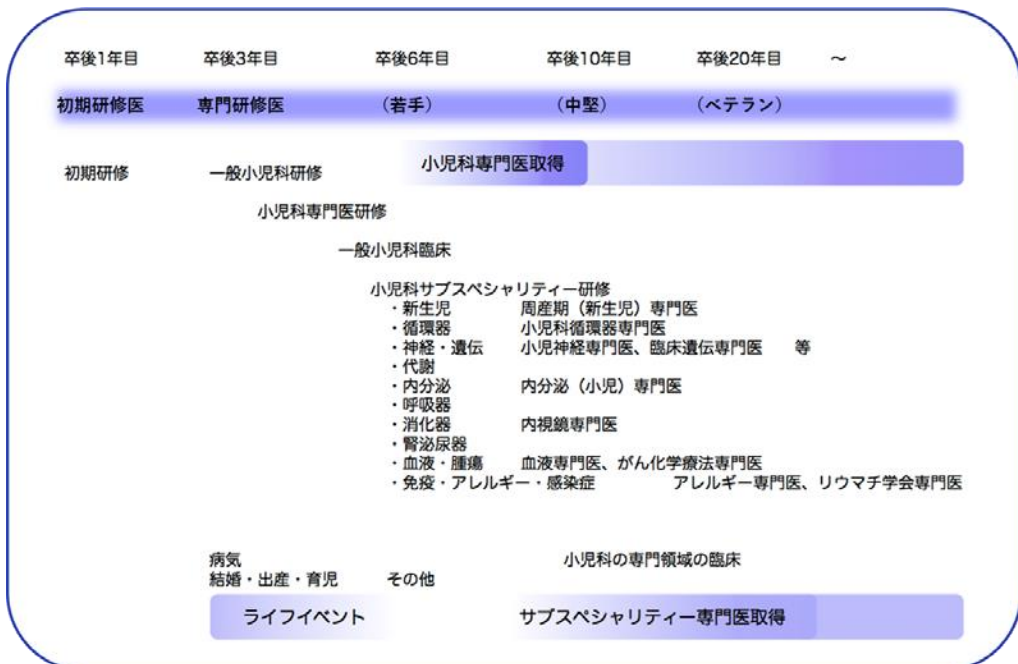 卒後1年目 卒後3年目 卒後6年目 卒後10年目 卒後20年目 ～
初期研修医 専門研修医 （若手） （中堅） （ベテラン）
小児科専門医取得
初期研修 一般小児科研修
小児科専門医研修
一般小児科臨床
小児科サブスペシャリティー研修
・新生児 周産期（新生児）専門医
・循環器 小児科循環器専門医
・神経・遺伝 小児神経専門医、臨床遺伝専門医 等
・代謝
・内分泌 内分泌（小児）専門医
・呼吸器
・消化器 内視鏡専門医
・腎泌尿器
・血液・腫瘍 血液専門医、がん化学療法専門医
・免疫・アレルギー・感染症 アレルギー専門医、リウマチ学会専門医
病気 小児科の専門領域の臨床
結婚・出産・育児 その他
ライフイベント サブスペシャリティー専門医取得